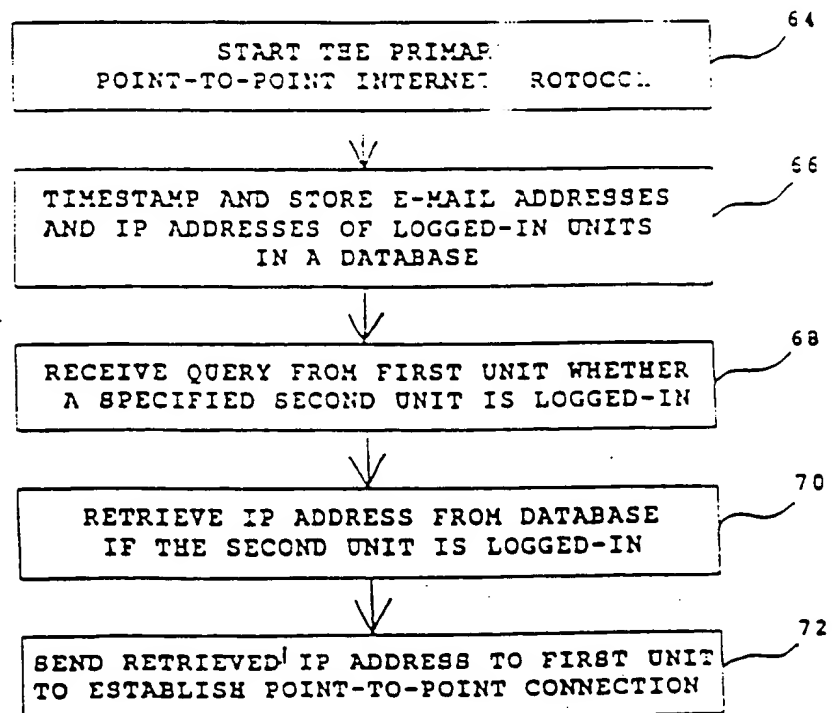 64
START THE PRIMAR
POINT-TO-POINT INTERNET ROTOCOL
66
TIMESTAMP AND STORE E-MAIL ADDRESSES
AND IP ADDRESSES OF LOGGED-IN UNITS
IN A DATABASE
68
RECEIVE QUERY FROM FIRST UNIT WHETHER
A SPECIFIED SECOND UNIT IS LOGGED-IN
70
RETRIEVE IP ADDRESS FROM DATABASE
IF THE SECOND UNIT IS LOGGED-IN
72
SEND RETRIEVED IP ADDRESS TO FIRST UNIT
TO ESTABLISH POINT-TO-POINT CONNECTION